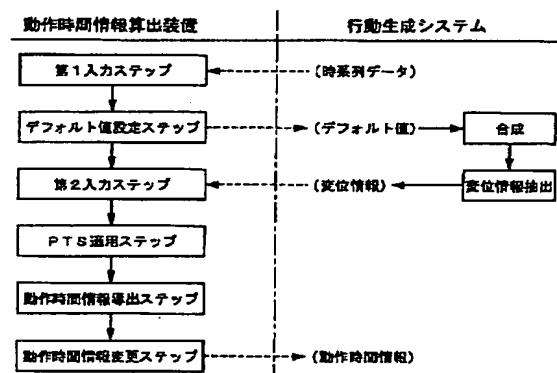 動作時間情報算出装置 行動生成システム
第1入力ステップ (時系列データ)
デフォルト値設定ステップ (デフォルト値) 合成
第2入力ステップ (変位情報) 変位情報抽出
PTS適用ステップ
動作時間情報導出ステップ
動作時間情報変更ステップ (動作時間情報)